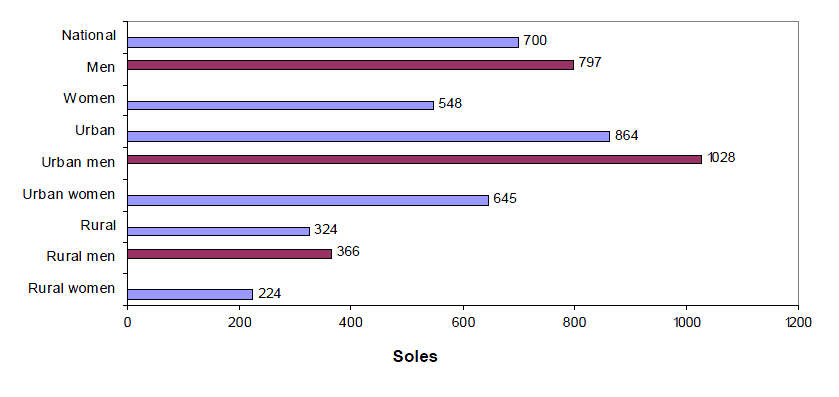 National 700
Men 797
Women 548
Urban 864
Urban men 1028
Urban women 645
Rural 324
Rural men 366
Rural women 224
0 200 400 600 800 1000 1200
Soles